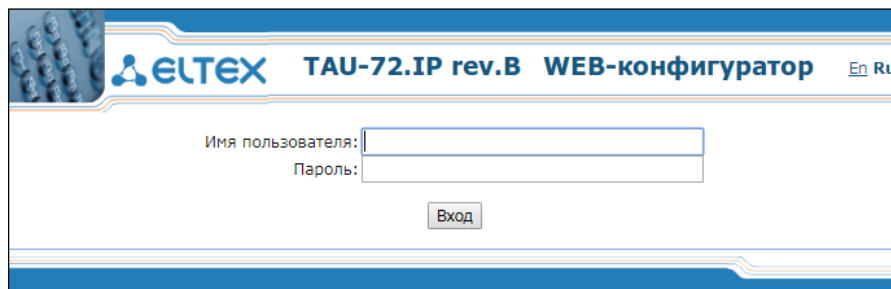 ELTEX TAU-72.IP rev.B WEB-конфигуратор En Ru
Имя пользователя:
Пароль:
Вход